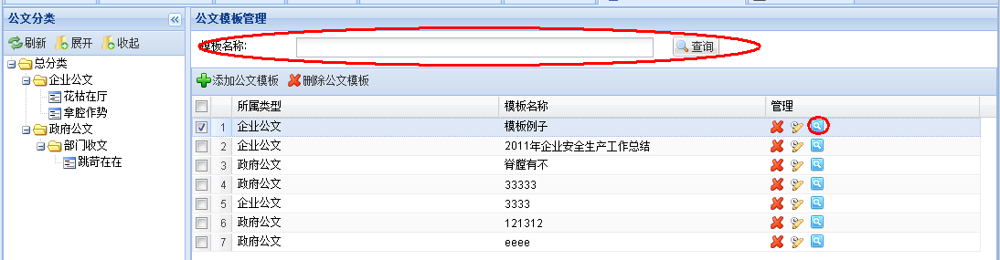 公文分类
刷新 展开 收起
总分类
企业公文
花枯在厅
拿腔作势
政府公文
部门收文
跳苛在在
公文模板管理
模板名称: 查询
添加公文模板 删除公文模板
所属类型 模板名称 管理
1 企业公文 模板例子
2 企业公文 2011年企业安全生产工作总结
3 政府公文 脊膛有不
4 政府公文 33333
5 企业公文 3333
6 政府公文 121312
7 政府公文 eeee